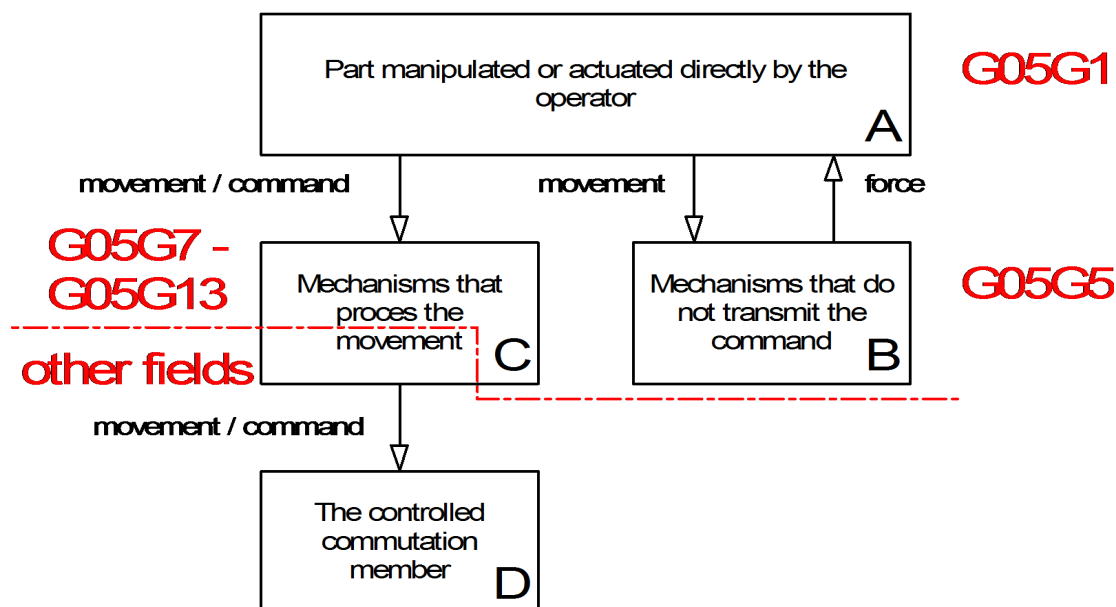 Part manipulated or actuated directly by the
operator
A
G05G1
movement / command
movement
force
G05G7 -
G05G13
Mechanisms that
proces the
movement
C
Mechanisms that do
not transmit the
command
B
G05G5
other fields
movement / command
The controlled
commutation
member
D